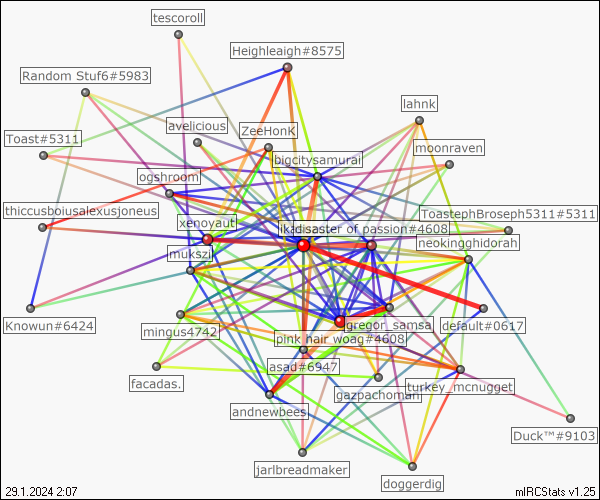 tescoroll
Heighleigh#8575
Random Stuf6#5983
lahnk
avelicious
ZeeHonK
Toast#5311
moonraven
bigcitysamurai
ogshroom
thiccusboiusalexusjoneus
ToastephBroseph5311#5311
xenoyaut
disaster of passion#4608
neokingghidorah
mukszi
Knowun#6424
mingus4742
gregor_samsa
default#0617
pink hair woag#4608
asad#6947
facadas.
turkey_mcnugget
gazpachoman
andnewbees
Duck™#9103
jarlbreadmaker
doggerdig
29.1.2024 2:07
mIRCStats v1.25